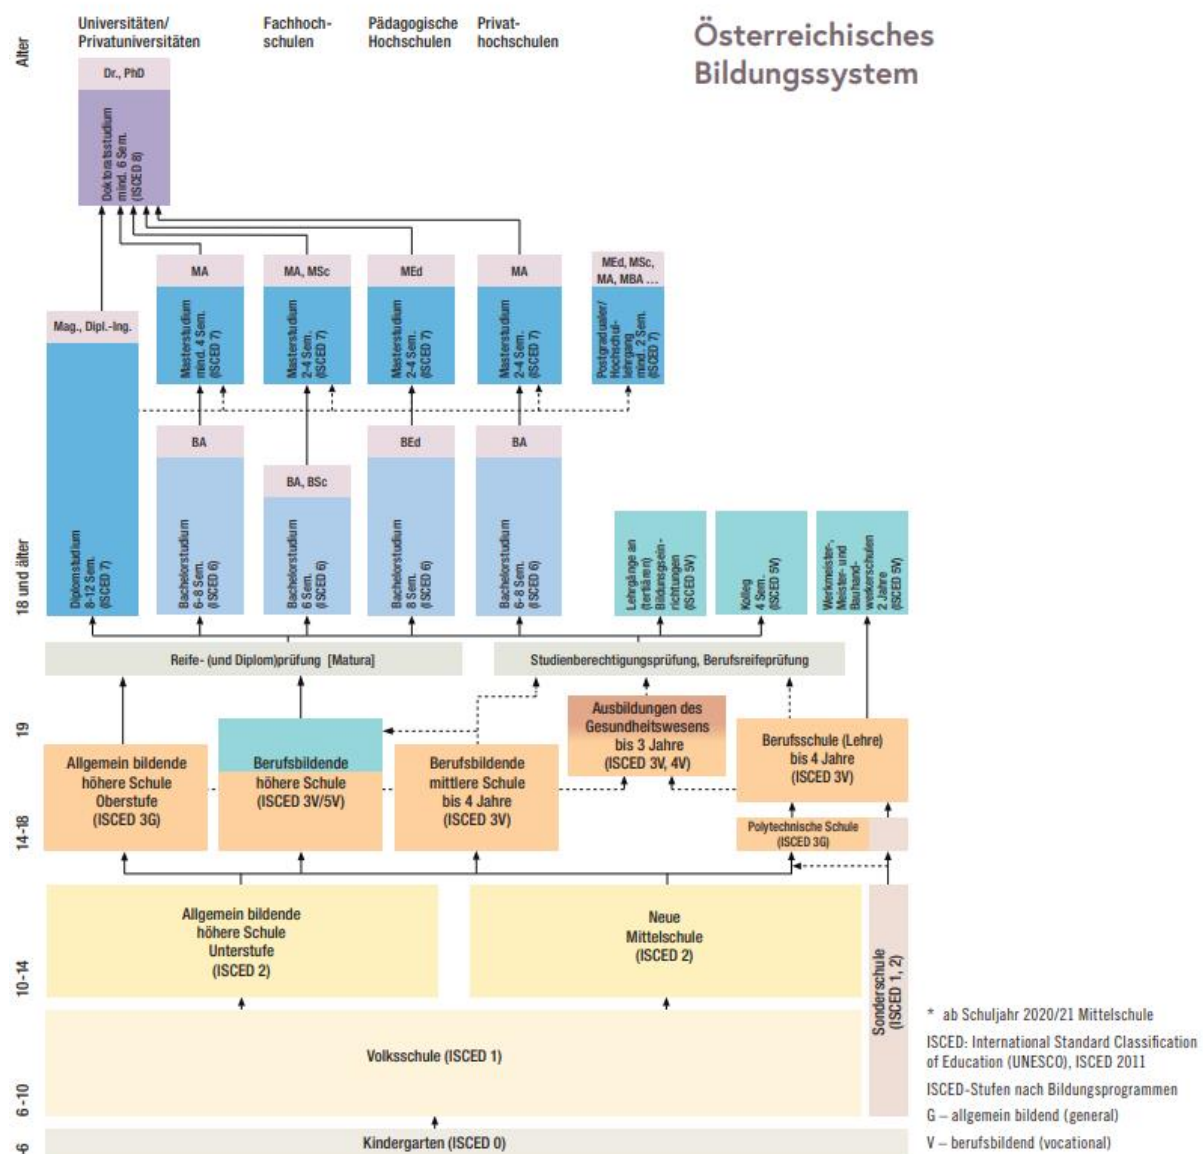 Österreichisches
Bildungssystem
Alter
Universitäten/
Privatuniversitäten
Fachhoch-
schulen
Pädagogische
Hochschulen
Privat-
hochschulen
Dr., PhD
Doktoratsstudium
mind. 6 Sem.
(ISCED 8)
MA
Masterstudium
mind. 4 Sem.
(ISCED 7)
MA, MSc
Masterstudium
2-4 Sem.
(ISCED 7)
MEd
Masterstudium
2-4 Sem.
(ISCED 7)
MA
Masterstudium
2-4 Sem.
(ISCED 7)
MEd, MSc,
MA, MBA ...
Postgradualer/
Hochschul-
lehrgang
mind. 2 Sem.
(ISCED 7)
Mag., Dipl.-Ing.
Diplomstudium
8-12 Sem.
(ISCED 7)
BA
Bachelorstudium
6-8 Sem.
(ISCED 6)
BA, BSc
Bachelorstudium
6 Sem.
(ISCED 6)
BEd
Bachelorstudium
8 Sem.
(ISCED 6)
BA
Bachelorstudium
6-8 Sem.
(ISCED 6)
Lehrgänge an
(tertiären)
Bildungsein-
richtungen
(ISCED 5V)
Kolleg
4 Sem.
(ISCED 5V)
Werkmeister-,
Meister- und
Bauhand-
werkerschulen
2 Jahre
(ISCED 5V)
18 und älter
Reife- (und Diplom)prüfung [Matura]
Studienberechtigungsprüfung, Berufsreifeprüfung
19
Allgemein bildende
höhere Schule
Oberstufe
(ISCED 3G)
Berufsbildende
höhere Schule
(ISCED 3V/5V)
Berufsbildende
mittlere Schule
bis 4 Jahre
(ISCED 3V)
Ausbildungen des
Gesundheitswesens
bis 3 Jahre
(ISCED 3V, 4V)
Berufsschule (Lehre)
bis 4 Jahre
(ISCED 3V)
14-18
Polytechnische Schule
(ISCED 3G)
Allgemein bildende
höhere Schule
Unterstufe
(ISCED 2)
Neue
Mittelschule
(ISCED 2)
10-14
Sonderschule
(ISCED 1, 2)
Volksschule (ISCED 1)
6-10
Kindergarten (ISCED 0)
-6
* ab Schuljahr 2020/21 Mittelschule
ISCED: International Standard Classification
of Education (UNESCO), ISCED 2011
ISCED-Stufen nach Bildungsprogrammen
G – allgemein bildend (general)
V – berufsbildend (vocational)